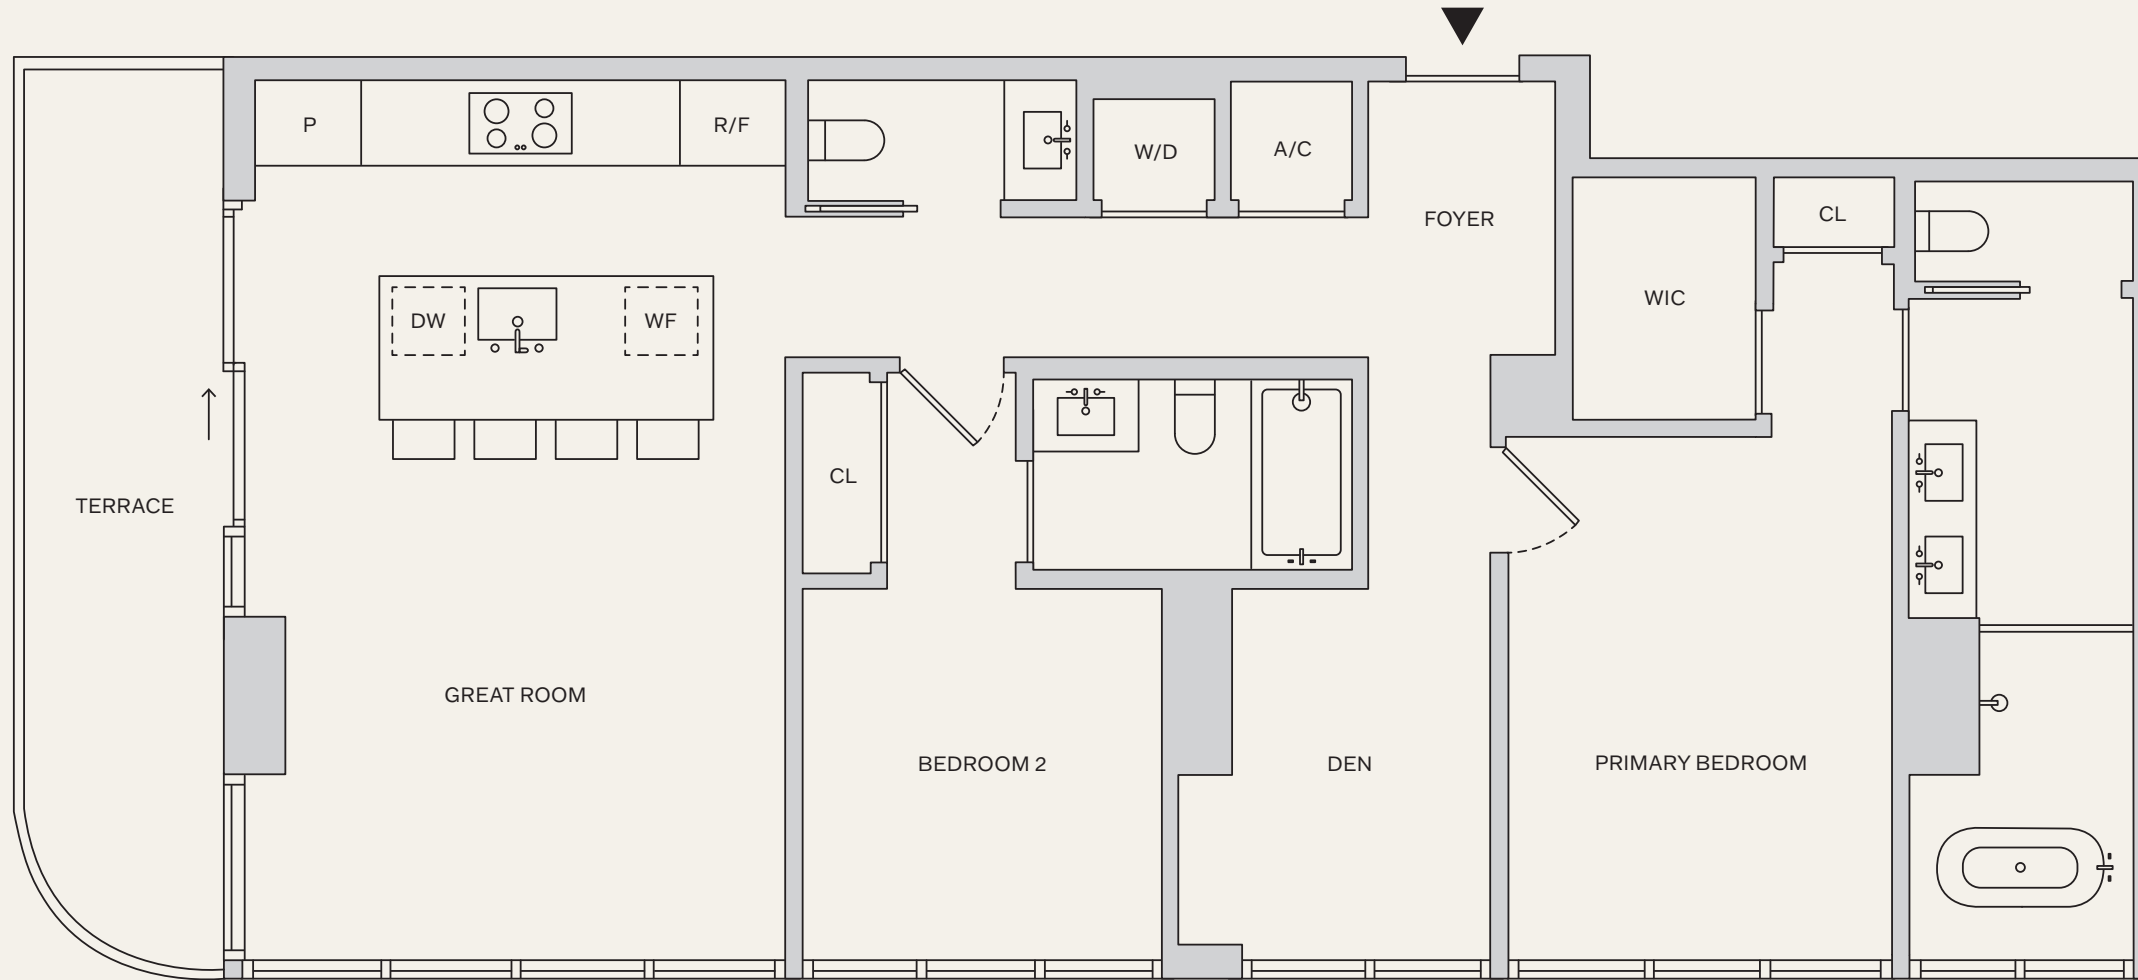 P
R/F
W/D
A/C
FOYER
CL
WIC
DW
WF
CL
TERRACE
GREAT ROOM
BEDROOM 2
DEN
PRIMARY BEDROOM